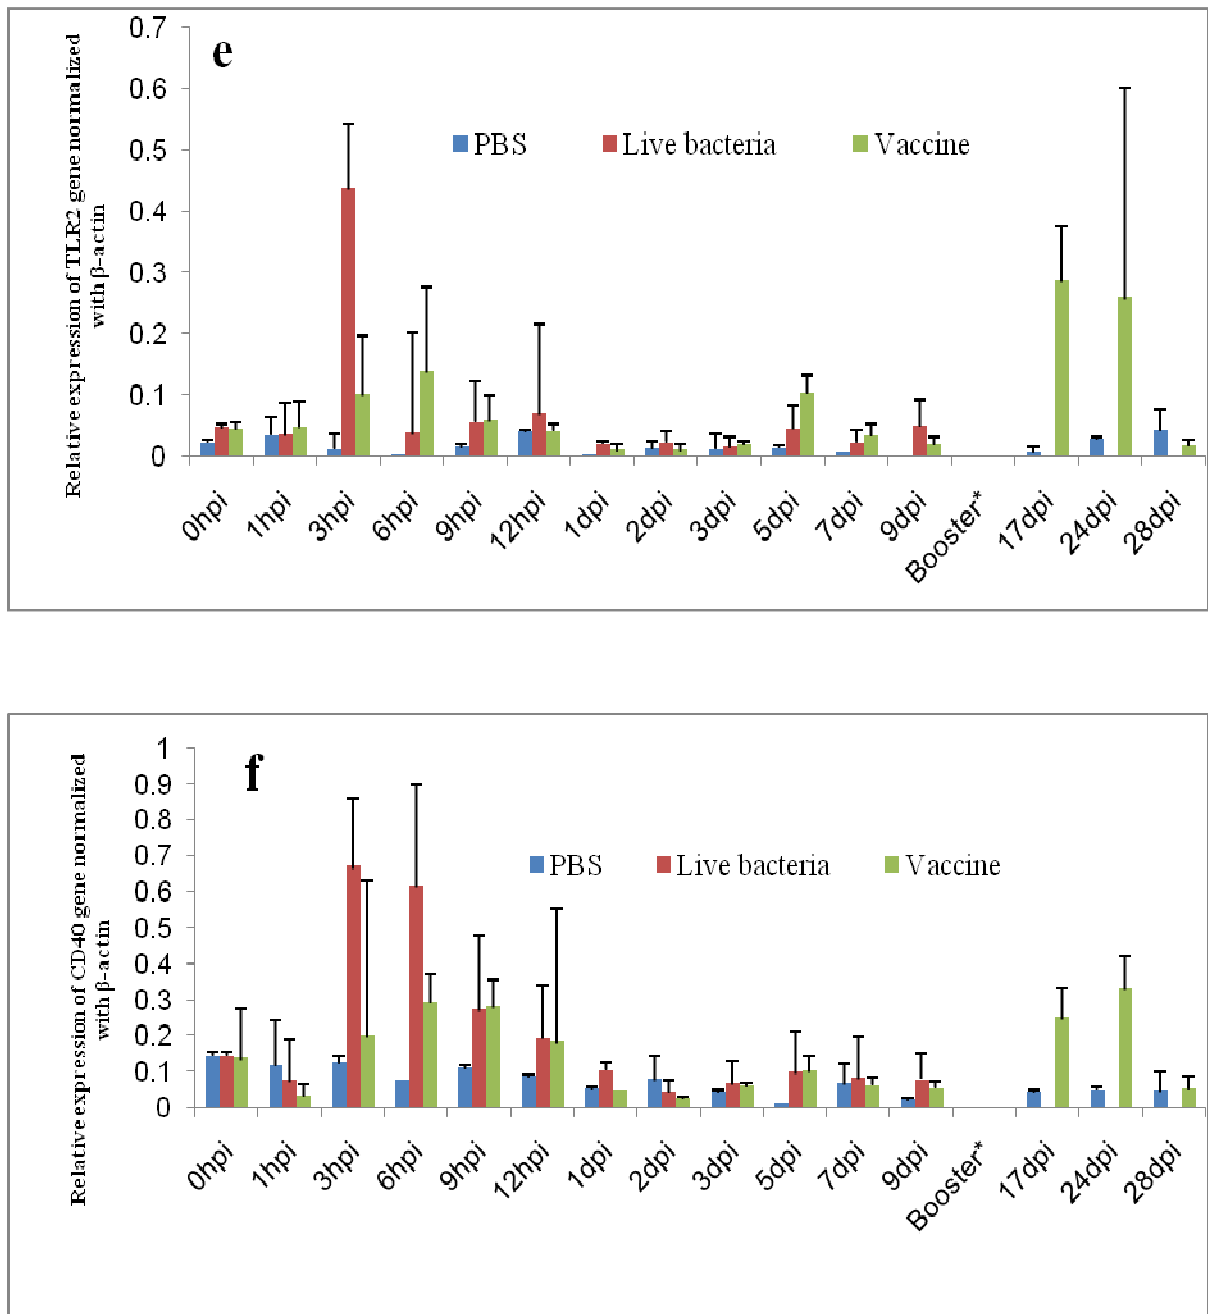 e
Relative expression of TLR2 gene normalized
with β-actin
0.7
0.6
0.5
0.4
0.3
0.2
0.1
0
PBS
Live bacteria
Vaccine
0hpi
1hpi
3hpi
6hpi
9hpi
12hpi
1dpi
2dpi
3dpi
5dpi
7dpi
9dpi
Booster*
17dpi
24dpi
28dpi
f
Relative expression of CD40 gene normalized
with β-actin
1
0.9
0.8
0.7
0.6
0.5
0.4
0.3
0.2
0.1
0
PBS
Live bacteria
Vaccine
0hpi
1hpi
3hpi
6hpi
9hpi
12hpi
1dpi
2dpi
3dpi
5dpi
7dpi
9dpi
Booster*
17dpi
24dpi
28dpi